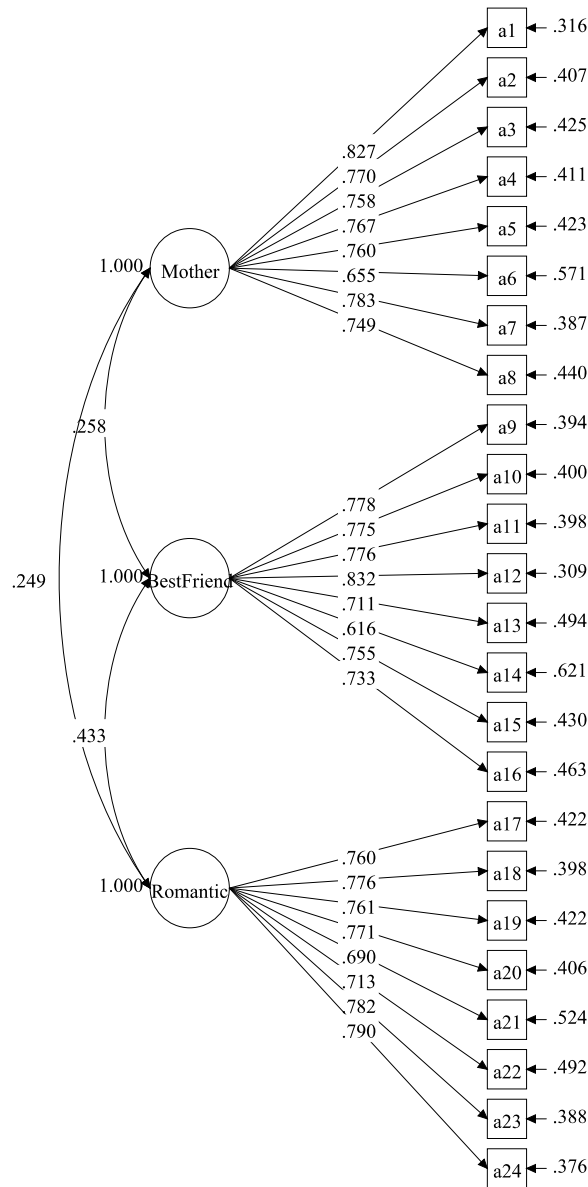 a1 .316
a2 .407
a3 .425
.827
.770
a4 .411
.758
.767
a5 .423
.760
1.000 Mother
.655
a6 .571
.783
a7 .387
.749
a8 .440
.258
a9 .394
a10 .400
.778
a11 .398
.775
.776
1.000 BestFriend
.249
.832
a12 .309
.711
a13 .494
.616
.755
a14 .621
.733
a15 .430
.433
a16 .463
a17 .422
.760
a18 .398
.776
1.000 Romantic
.761
a19 .422
.771
.690
a20 .406
.713
.782
a21 .524
.790
a22 .492
a23 .388
a24 .376